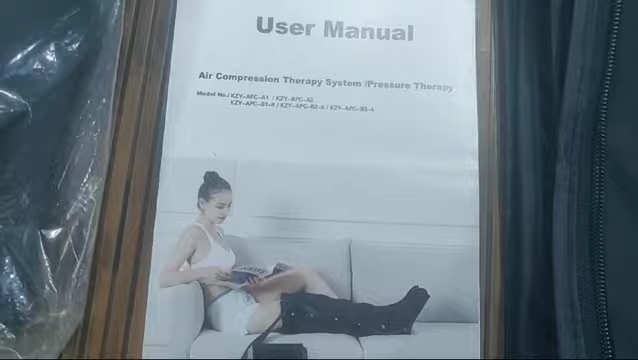 User Manual
Air Compression Therapy System /Pressure Therapy
Model No.: KZY-APC-A1 / KZY-APC-A2
KZY-APC-B1-4 / KZY-APC-B2-6 / KZY-APC-B3-4